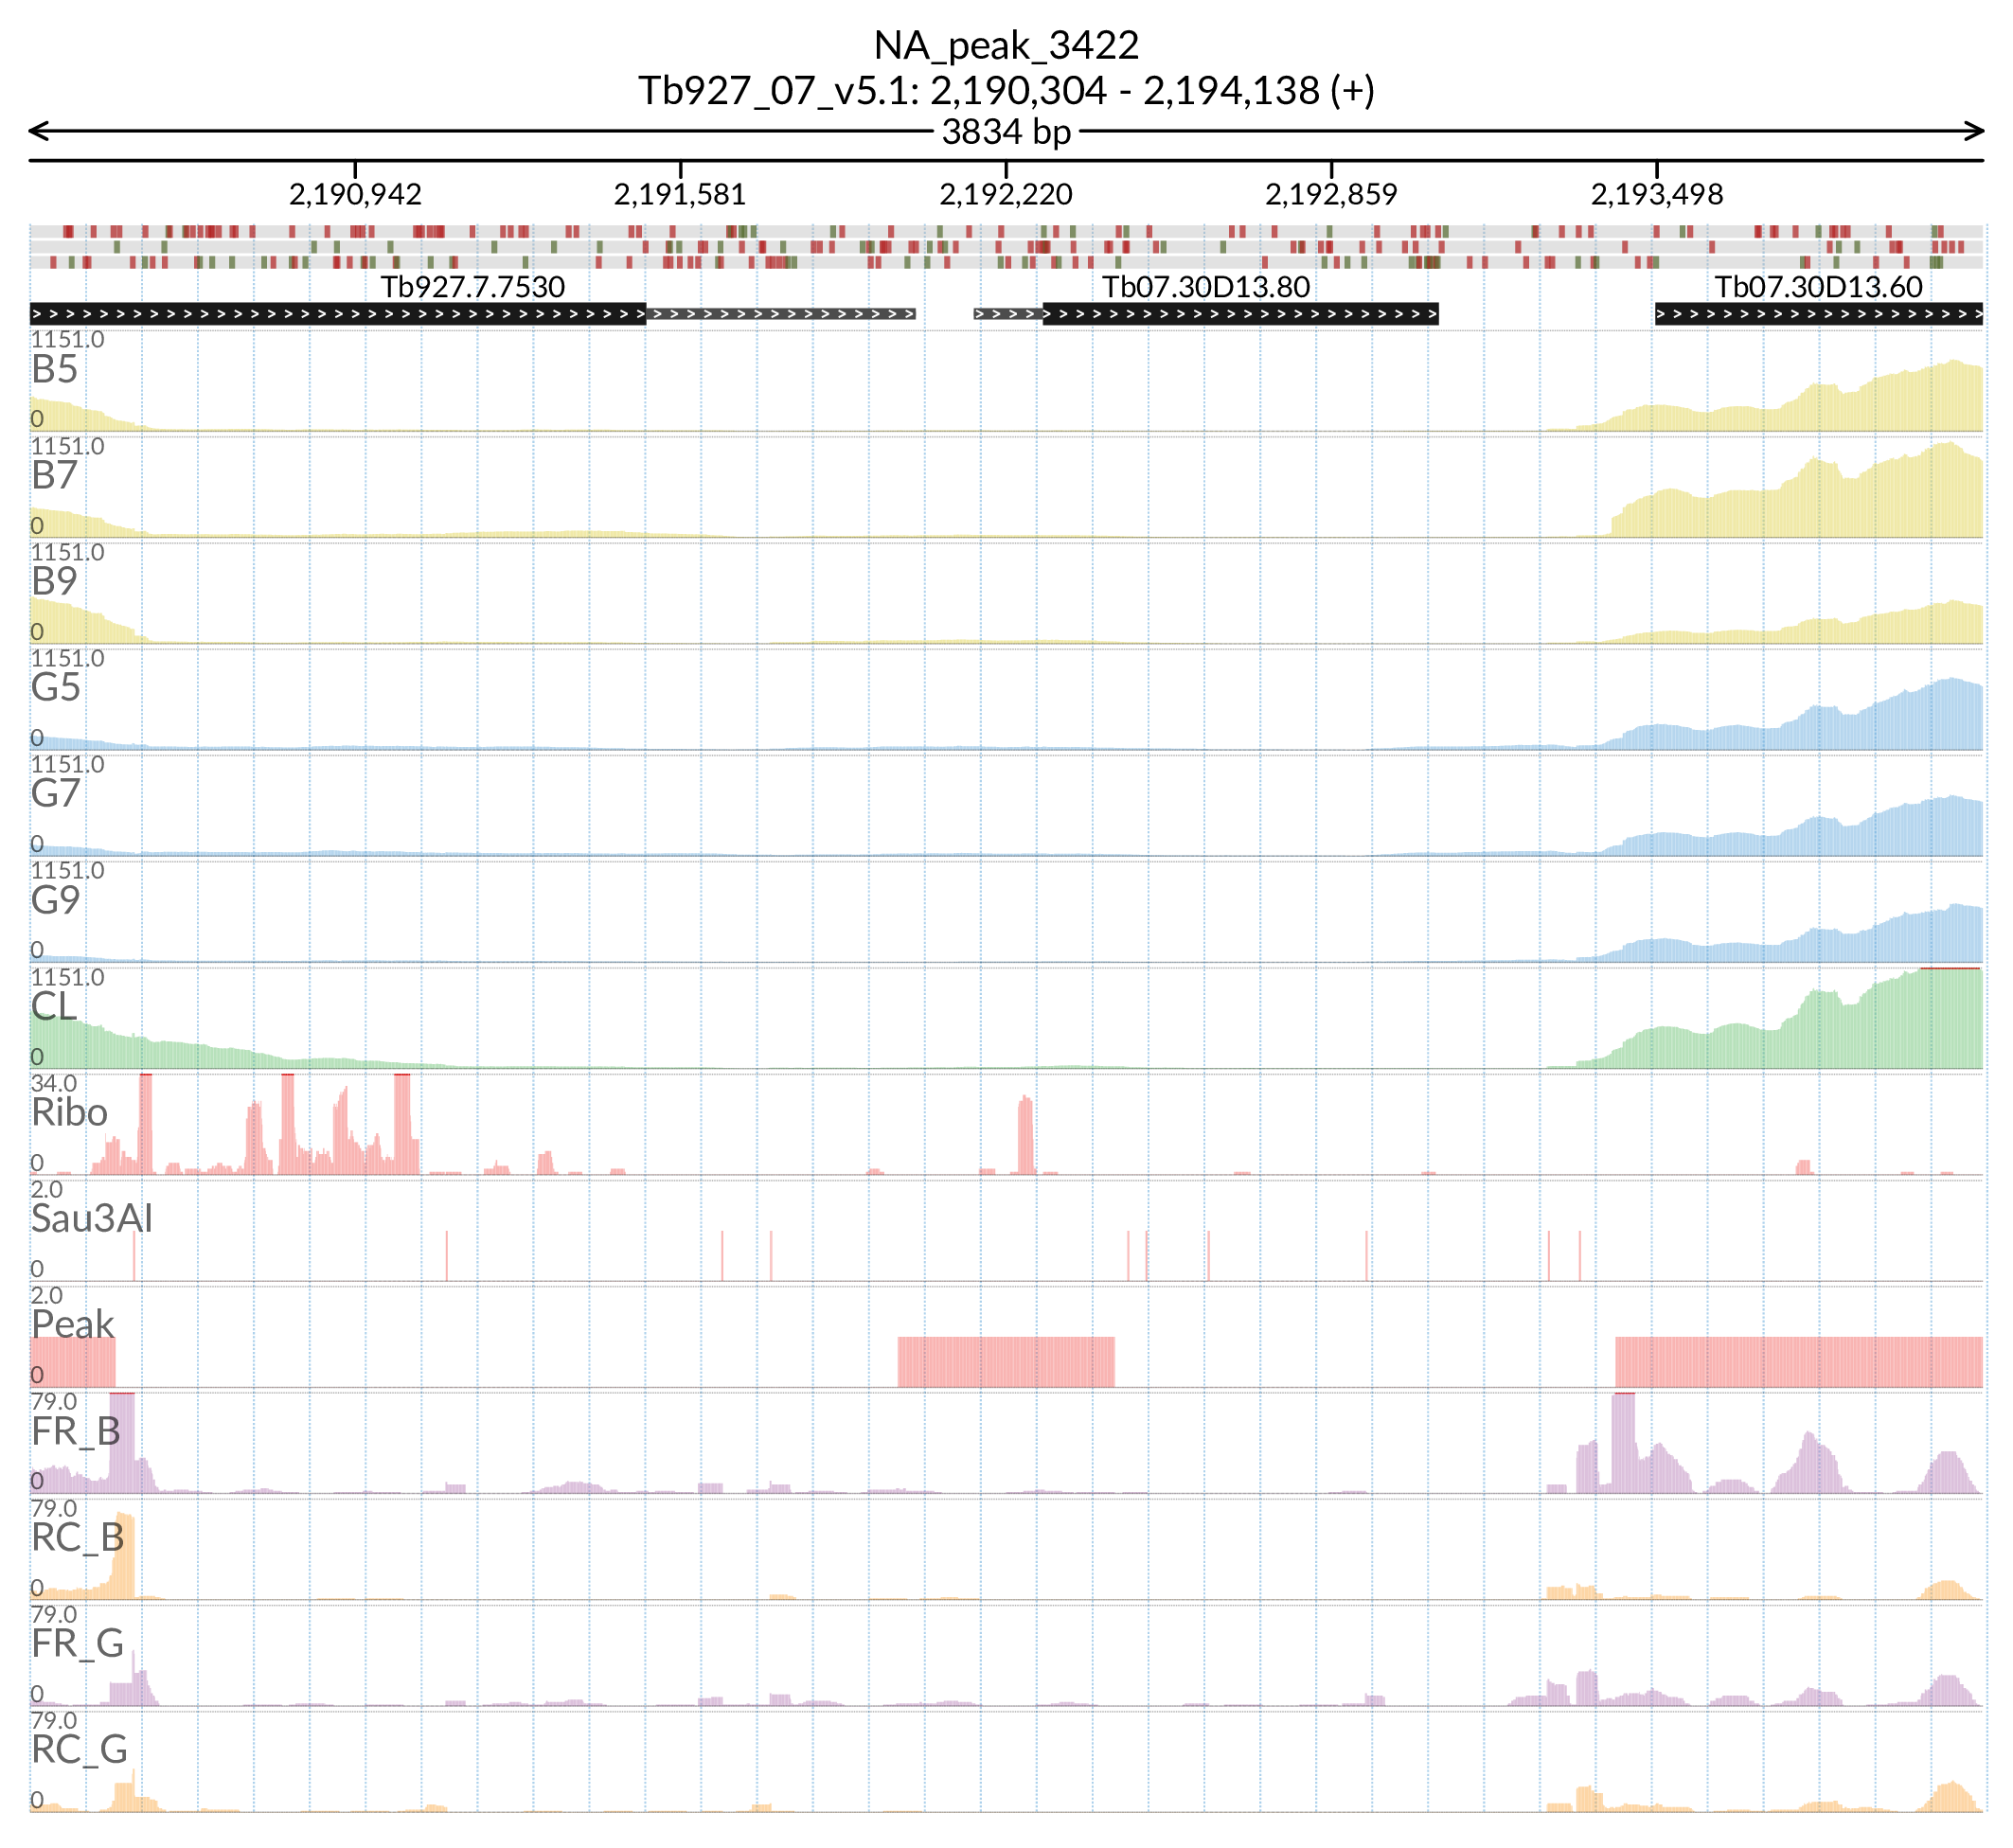 NA_peak_3422
Tb927_07_v5.1: 2,190,304 - 2,194,138 (+)
3834 bp
2,190,942 2,191,581 2,192,220 2,192,859 2,193,498
Tb927.7.7530 Tb07.30D13.80 Tb07.30D13.60
1151.0
B5
0
1151.0
B7
0
1151.0
B9
0
1151.0
G5
0
1151.0
G7
0
1151.0
G9
0
1151.0
CL
0
34.0
Ribo
0
2.0
Sau3AI
0
2.0
Peak
0
79.0
FR_B
0
79.0
RC_B
0
79.0
FR_G
0
79.0
RC_G
0